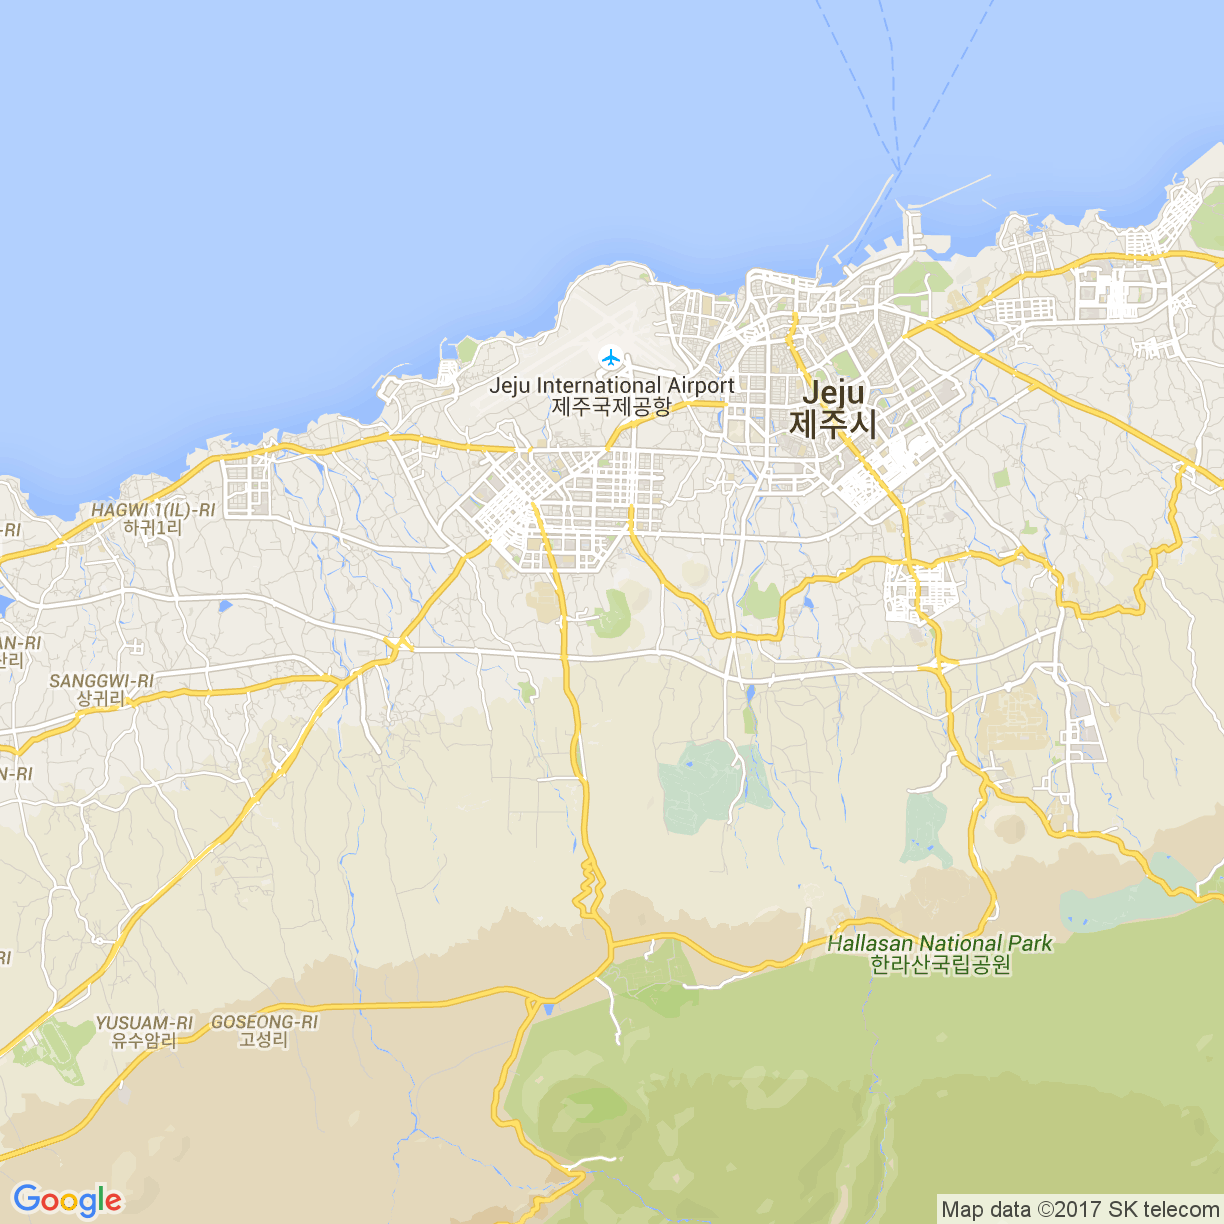 Jeju International Airport
제주국제공항
Jeju
제주시
HAGWI 1(IL)-RI
하귀1리
-RI
AN-RI
산리
SANGGWI-RI
상귀리
N-RI
Hallasan National Park
한라산국립공원
RI
YUSUAM-RI
유수암리
GOSEONG-RI
고성리
Google
Map data ©2017 SK telecom